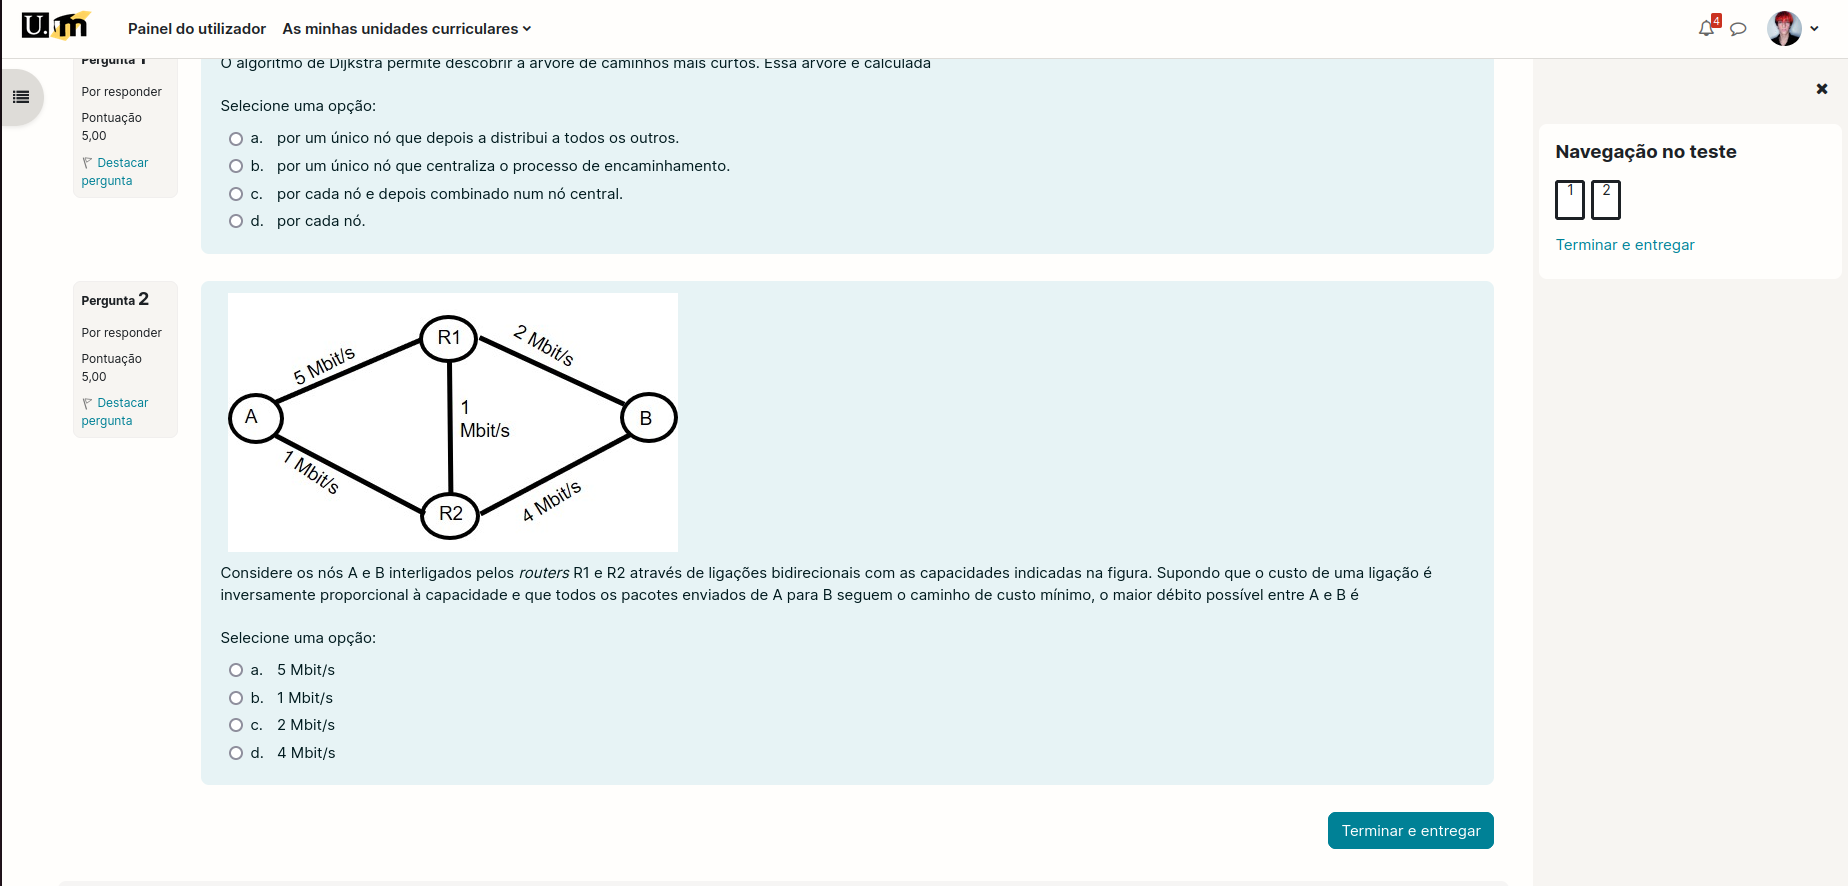 U. m
Painel do utilizador As minhas unidades curriculares
4
Pergunta 1
Por responder
Pontuação
5,00
Destacar
pergunta
O algoritmo de Dijkstra permite descobrir a árvore de caminhos mais curtos. Essa árvore é calculada
Selecione uma opção:
a. por um único nó que depois a distribui a todos os outros.
b. por um único nó que centraliza o processo de encaminhamento.
c. por cada nó e depois combinado num nó central.
d. por cada nó.
Navegação no teste
1 2
Terminar e entregar
Pergunta 2
Por responder
Pontuação
5,00
Destacar
pergunta
R1
2 Mbit/s
5 Mbit/s
A
1
Mbit/s
B
1 Mbit/s
R2
4 Mbit/s
Considere os nós A e B interligados pelos routers R1 e R2 através de ligações bidirecionais com as capacidades indicadas na figura. Supondo que o custo de uma ligação é
inversamente proporcional à capacidade e que todos os pacotes enviados de A para B seguem o caminho de custo mínimo, o maior débito possível entre A e B é
Selecione uma opção:
a. 5 Mbit/s
b. 1 Mbit/s
c. 2 Mbit/s
d. 4 Mbit/s
Terminar e entregar